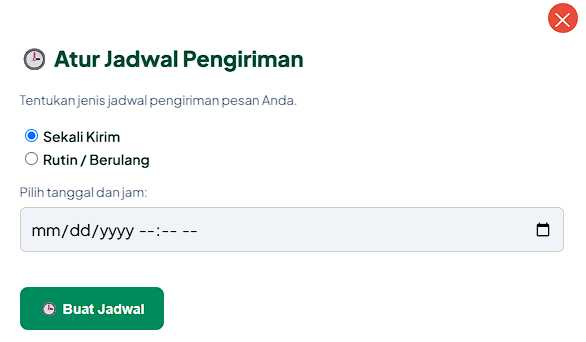 Atur Jadwal Pengiriman
Tentukan jenis jadwal pengiriman pesan Anda.
Sekali Kirim
Rutin / Berulang
Pilih tanggal dan jam:
mm/dd/yyyy --:-- --
Buat Jadwal